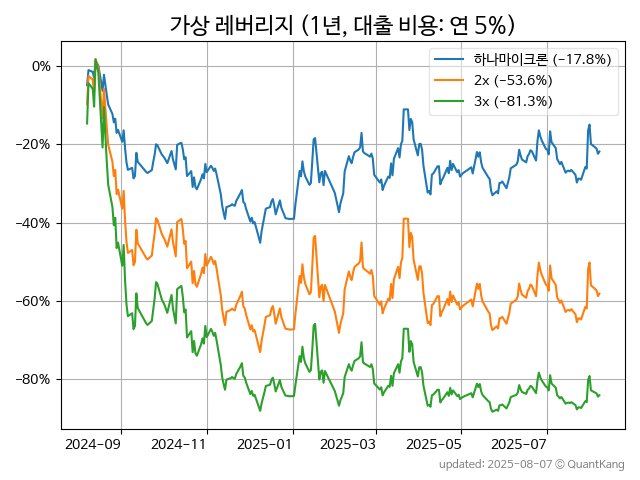 가상 레버리지 (1년, 대출 비용: 연 5%)
하나마이크론 (−17.8%)
2x (−53.6%)
3x (−81.3%)
0%
−20%
−40%
−60%
−80%
2024-09
2024-11
2025-01
2025-03
2025-05
2025-07
updated: 2025-08-07 © QuantKang